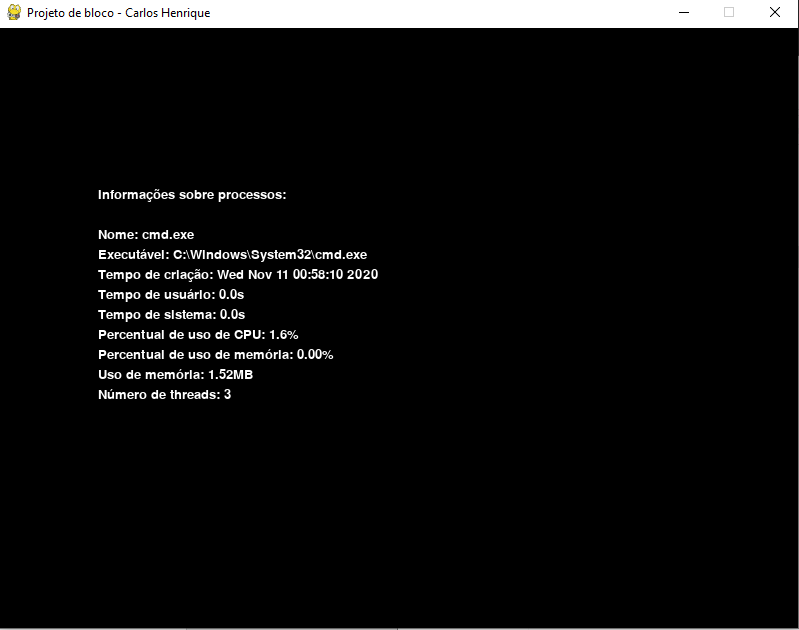 Projeto de bloco - Carlos Henrique
Informações sobre processos:
Nome: cmd.exe
Executável: C:\Windows\System32\cmd.exe
Tempo de criação: Wed Nov 11 00:58:10 2020
Tempo de usuário: 0.0s
Tempo de sistema: 0.0s
Percentual de uso de CPU: 1.6%
Percentual de uso de memória: 0.00%
Uso de memória: 1.52MB
Número de threads: 3